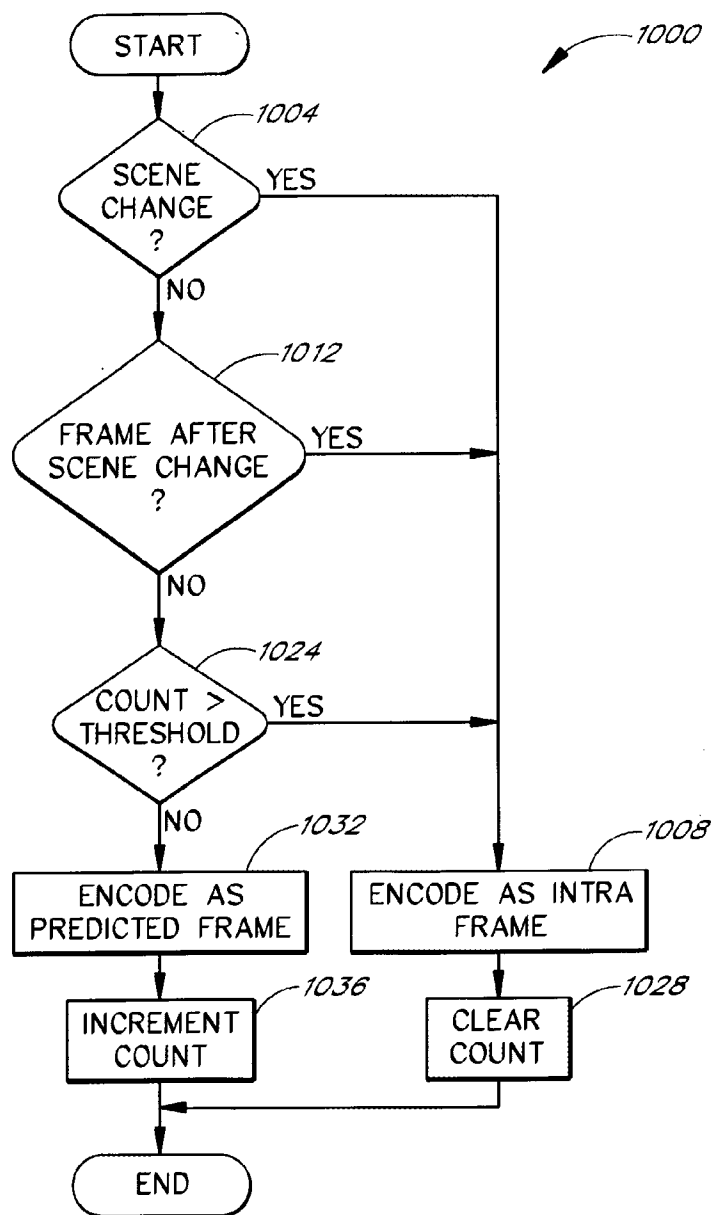 START
1000
1004
SCENE
CHANGE
?
YES
NO
1012
FRAME AFTER
SCENE CHANGE
?
YES
NO
1024
COUNT >
THRESHOLD
?
YES
NO
1032
ENCODE AS
PREDICTED FRAME
1008
ENCODE AS INTRA
FRAME
1036
INCREMENT
COUNT
1028
CLEAR
COUNT
END